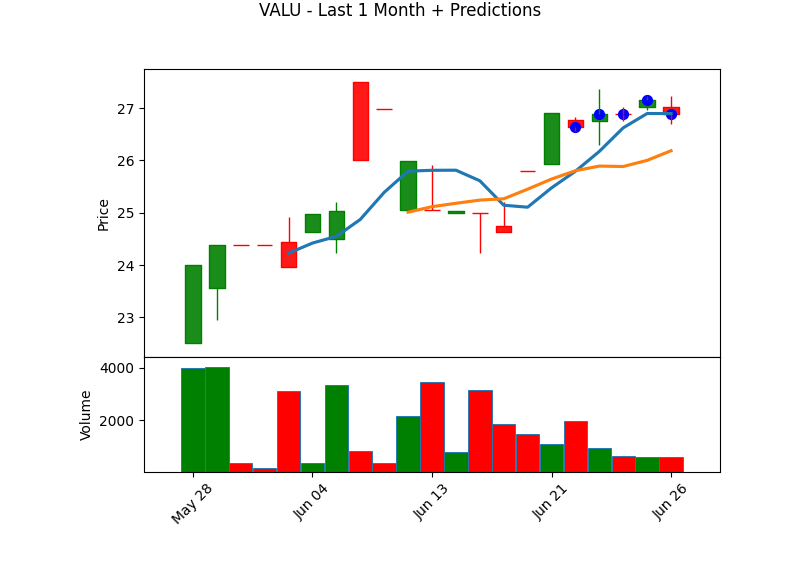 VALU - Last 1 Month + Predictions
Price
27
26
25
24
23
Volume
4000
2000
May 28
Jun 04
Jun 13
Jun 21
Jun 26